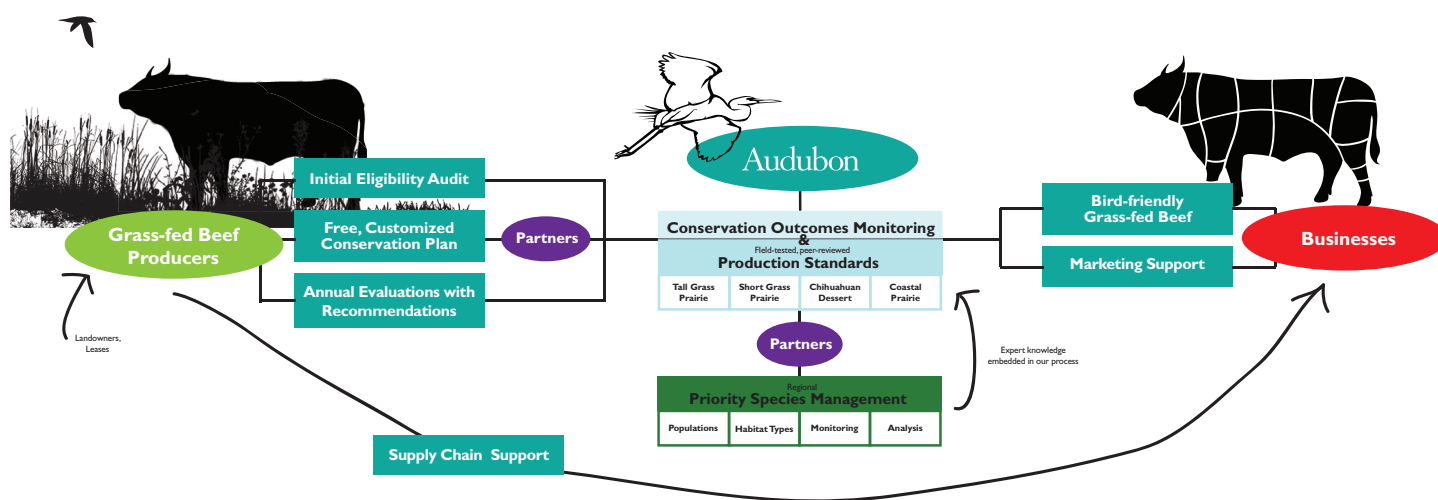 Audubon
Initial Eligibility Audit
Free, Customized
Conservation Plan
Annual Evaluations with
Recommendations
Grass-fed Beef
Producers
Landowners,
Leases
Partners
Conservation Outcomes Monitoring
&
Field-tested, peer-reviewed
Production Standards
Tall Grass
Prairie
Short Grass
Prairie
Chihuahuan
Dessert
Coastal
Prairie
Partners
Regional
Priority Species Management
Populations
Habitat Types
Monitoring
Analysis
Expert knowledge
embedded in our process
Bird-friendly
Grass-fed Beef
Marketing Support
Businesses
Supply Chain Support